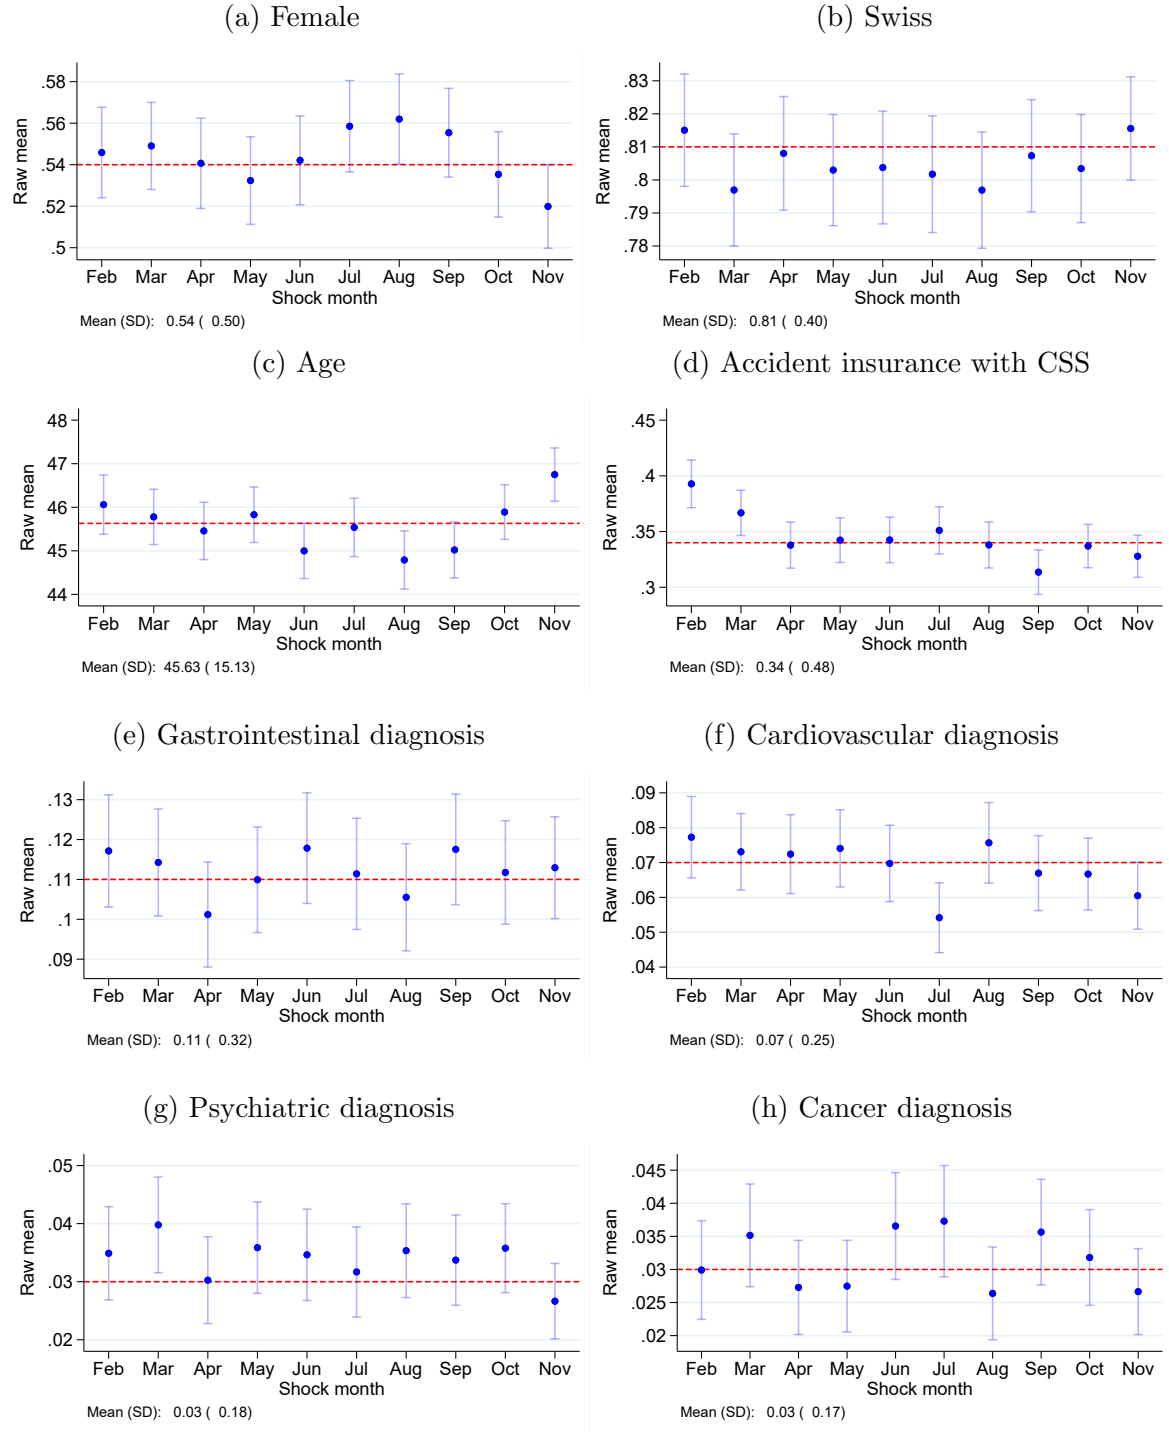 (a) Female
.58
.56
.54
.52
.5
Raw mean
Feb Mar Apr May Jun Jul Aug Sep Oct Nov
Shock month
Mean (SD): 0.54 ( 0.50)
(b) Swiss
.83
.82
.81
.8
.79
.78
Raw mean
Feb Mar Apr May Jun Jul Aug Sep Oct Nov
Shock month
Mean (SD): 0.81 ( 0.40)
(c) Age
48
47
46
45
44
Raw mean
Feb Mar Apr May Jun Jul Aug Sep Oct Nov
Shock month
Mean (SD): 45.63 ( 15.13)
(d) Accident insurance with CSS
.45
.4
.35
.3
Raw mean
Feb Mar Apr May Jun Jul Aug Sep Oct Nov
Shock month
Mean (SD): 0.34 ( 0.48)
(e) Gastrointestinal diagnosis
.13
.12
.11
.1
.09
Raw mean
Feb Mar Apr May Jun Jul Aug Sep Oct Nov
Shock month
Mean (SD): 0.11 ( 0.32)
(f) Cardiovascular diagnosis
.09
.08
.07
.06
.05
.04
Raw mean
Feb Mar Apr May Jun Jul Aug Sep Oct Nov
Shock month
Mean (SD): 0.07 ( 0.25)
(g) Psychiatric diagnosis
.05
.04
.03
.02
Raw mean
Feb Mar Apr May Jun Jul Aug Sep Oct Nov
Shock month
Mean (SD): 0.03 ( 0.18)
(h) Cancer diagnosis
.045
.04
.035
.03
.025
.02
Raw mean
Feb Mar Apr May Jun Jul Aug Sep Oct Nov
Shock month
Mean (SD): 0.03 ( 0.17)